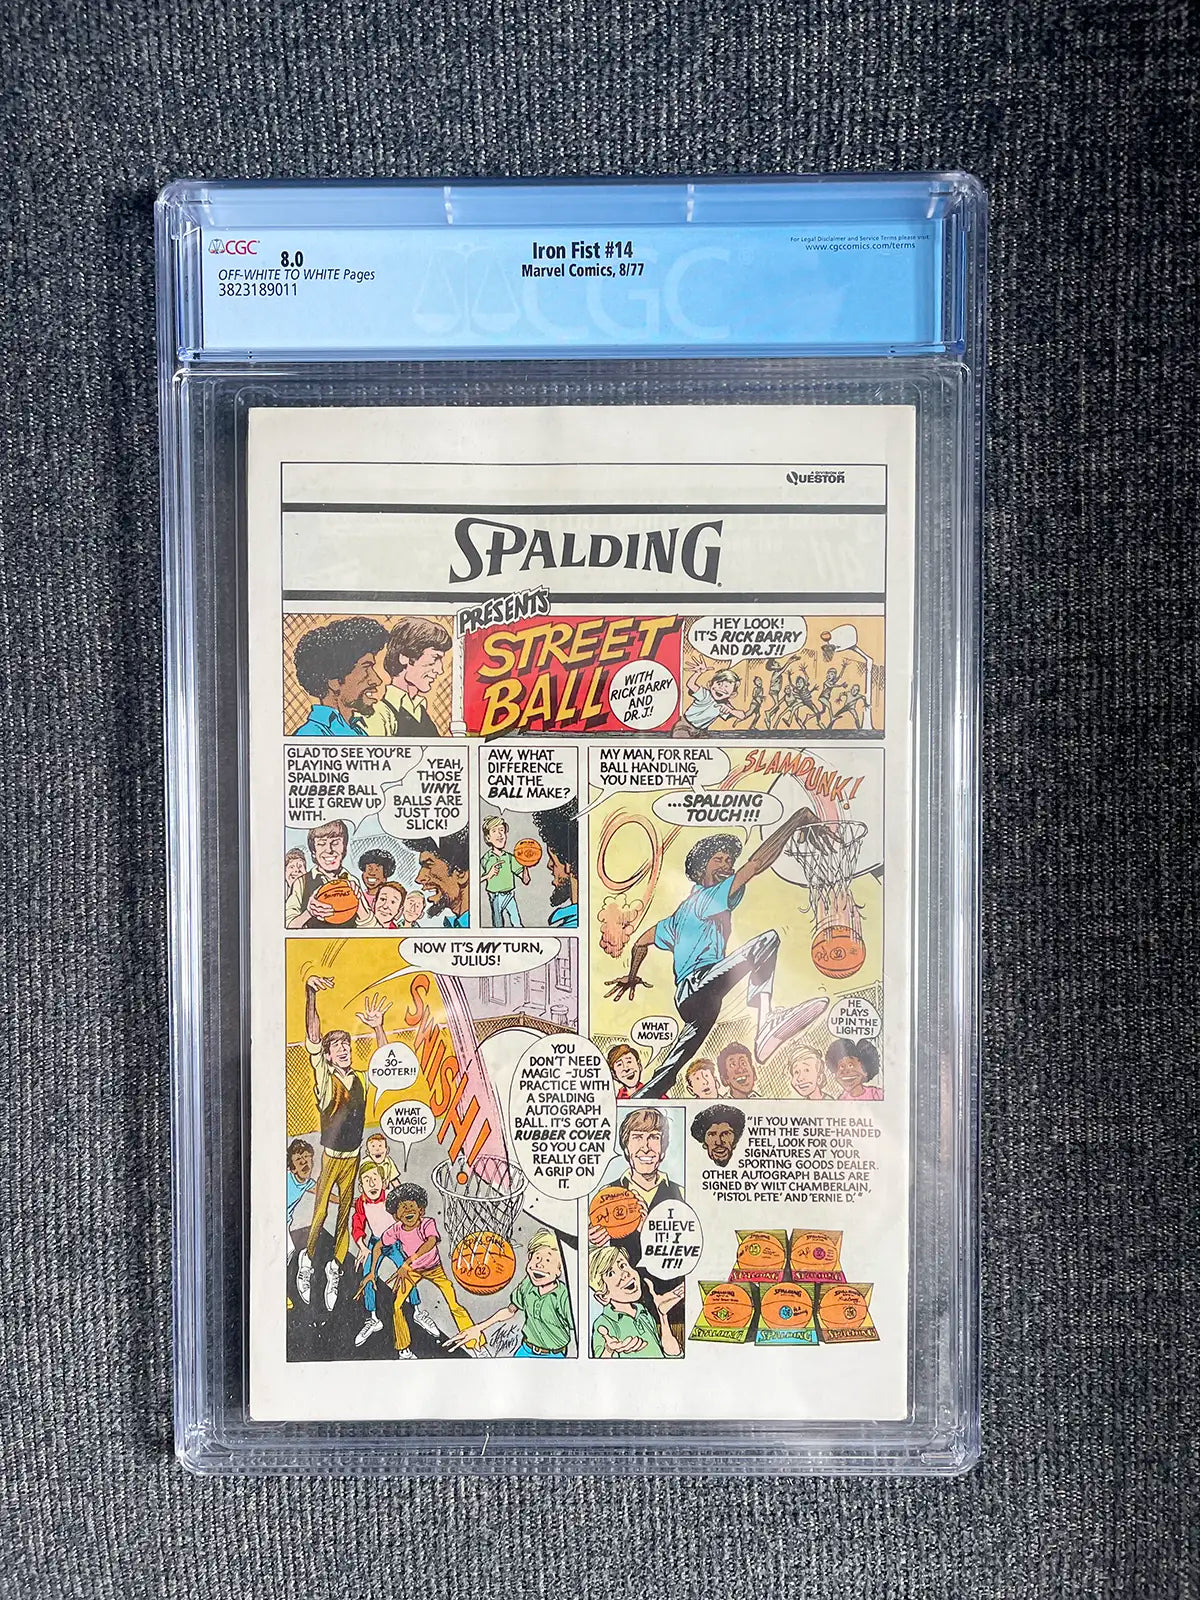 CGC
8.0
OFF-WHITE TO WHITE Pages
3823189011
Iron Fist #14
Marvel Comics, 8/77
For Legal Disclaimer and Service Terms please visit
www.cgccomics.com/terms
CGC
A DIVISION OF
QUESTOR
SPALDING
PRESENTS
STREET
BALL
WITH
RICK BARRY
AND
DR. J.!
HEY LOOK!
IT'S RICK BARRY
AND DR. J!!
GLAD TO SEE YOU'RE
PLAYING WITH A
SPALDING
RUBBER BALL
LIKE I GREW UP
WITH.
YEAH,
THOSE
VINYL
BALLS ARE
JUST TOO
SLICK!
AW, WHAT
DIFFERENCE
CAN THE
BALL MAKE?
MY MAN, FOR REAL
BALL HANDLING,
YOU NEED THAT
...SPALDING
TOUCH!!!
SLAMDUNK!
32
WHAT
MOVES!
HE
PLAYS
UP IN THE
LIGHTS!
NOW IT'S MY TURN,
JULIUS!
SWISH!
A
30-
FOOTER!!
WHAT
A MAGIC
TOUCH!
32
YOU
DON'T NEED
MAGIC -JUST
PRACTICE WITH
A SPALDING
AUTOGRAPH
BALL. IT'S GOT A
RUBBER COVER
SO YOU CAN
REALLY GET
A GRIP ON
IT.
SPALDING
32
I
BELIEVE
IT! I
BELIEVE
IT!!
"IF YOU WANT THE BALL
WITH THE SURE-HANDED
FEEL, LOOK FOR OUR
SIGNATURES AT YOUR
SPORTING GOODS DEALER.
OTHER AUTOGRAPH BALLS ARE
SIGNED BY WILT CHAMBERLAIN,
'PISTOL PETE' AND 'ERNIE D.'"
SPALDING
SPALDING
SPALDING
SPALDING
SPALDING